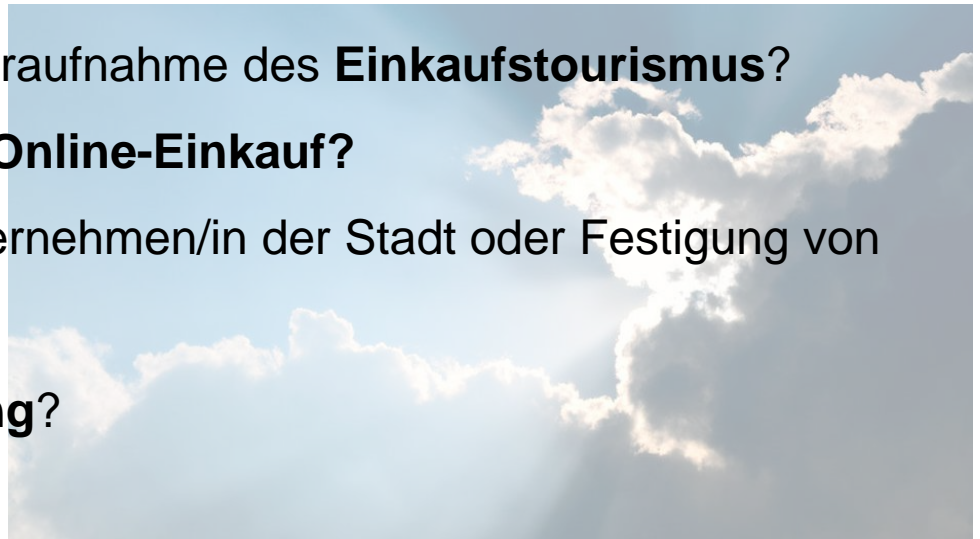 raufnahme des Einkaufstourismus?
Online-Einkauf?
ernehmen/in der Stadt oder Festigung von
ng?